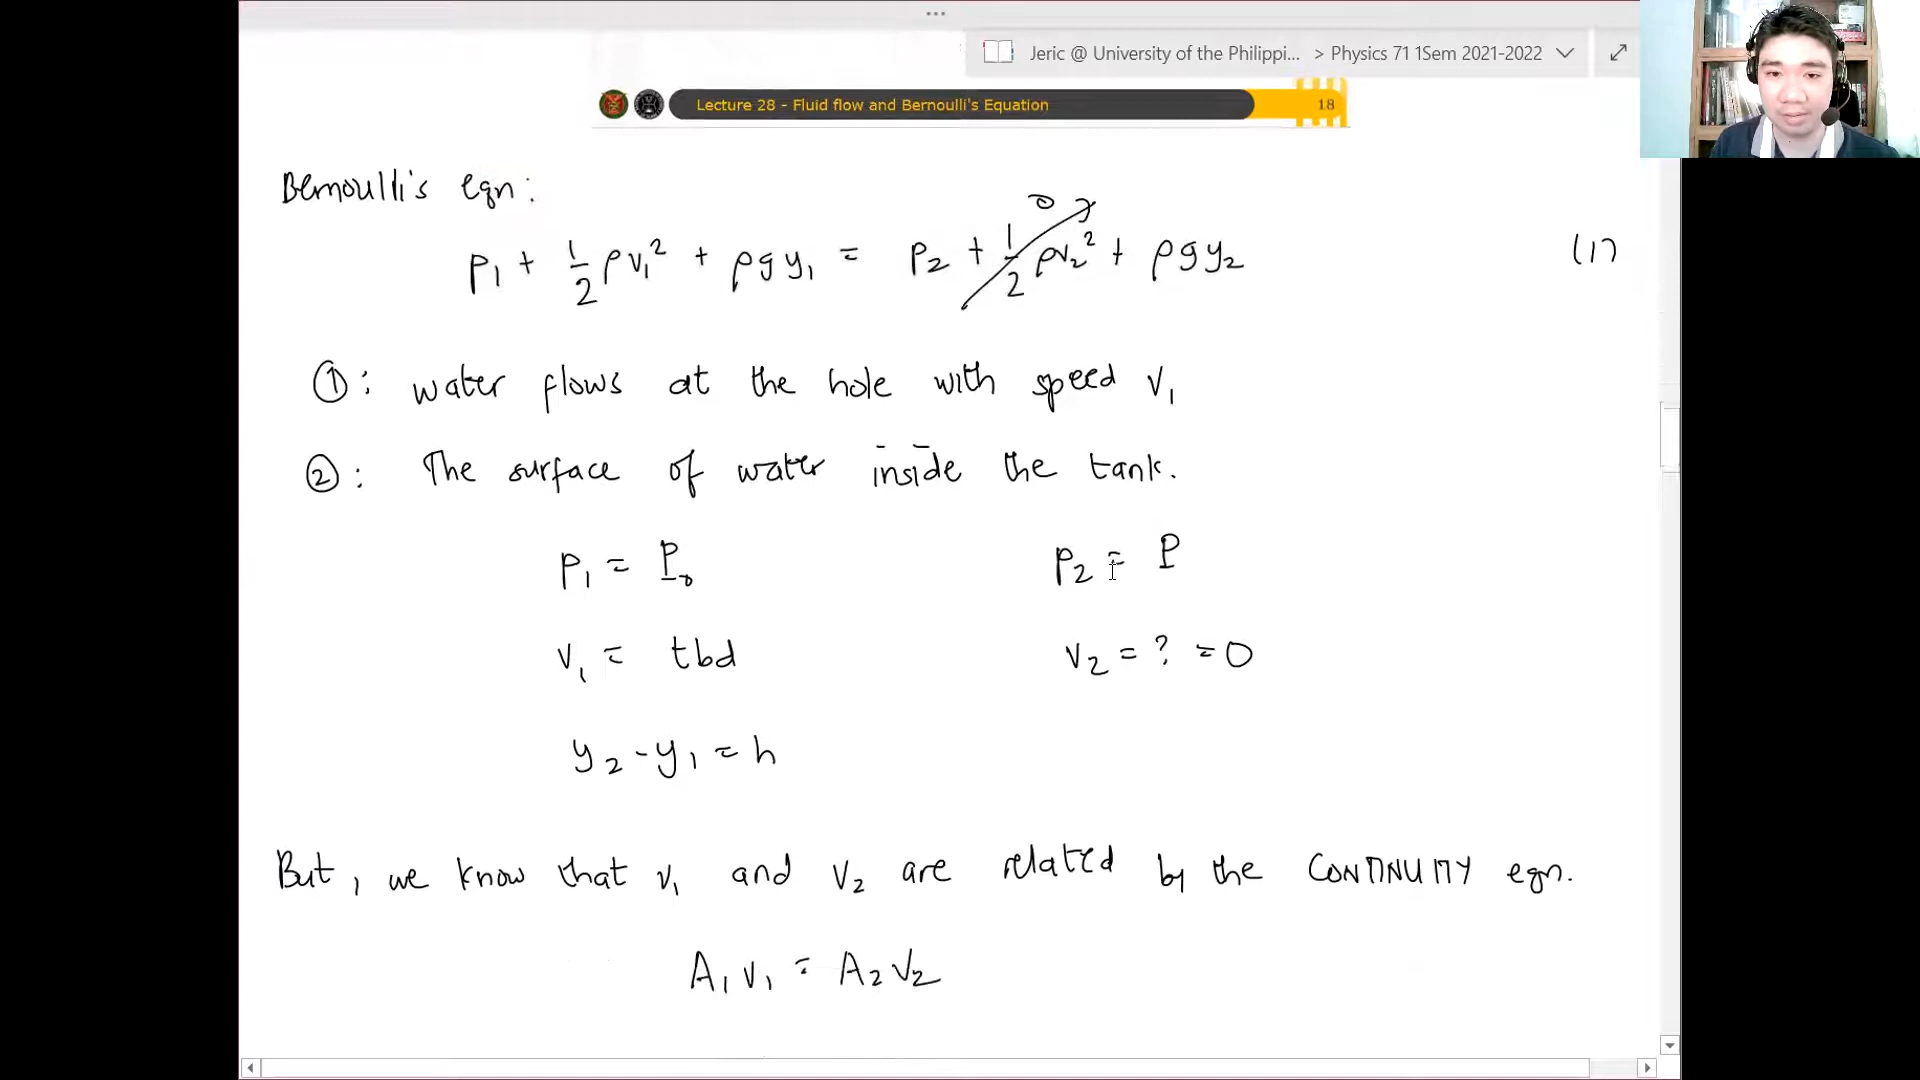 Jeric @ University of the Philippi... > Physics 71 1Sem 2021-2022
Lecture 28 - Fluid flow and Bernoulli's Equation 18
Bernoulli's eqn:
p₁ + 1/2 ρv₁² + ρgy₁ = p₂ + 1/2 ρv₂² + ρgy₂ (1)
0
①: water flows at the hole with speed v₁
②: The surface of water inside the tank.
p₁ = P₀ p₂ = P
v₁ = tbd v₂ = ? = 0
y₂ - y₁ = h
But, we know that v₁ and v₂ are related by the CONTINUITY eqn.
A₁v₁ = A₂v₂